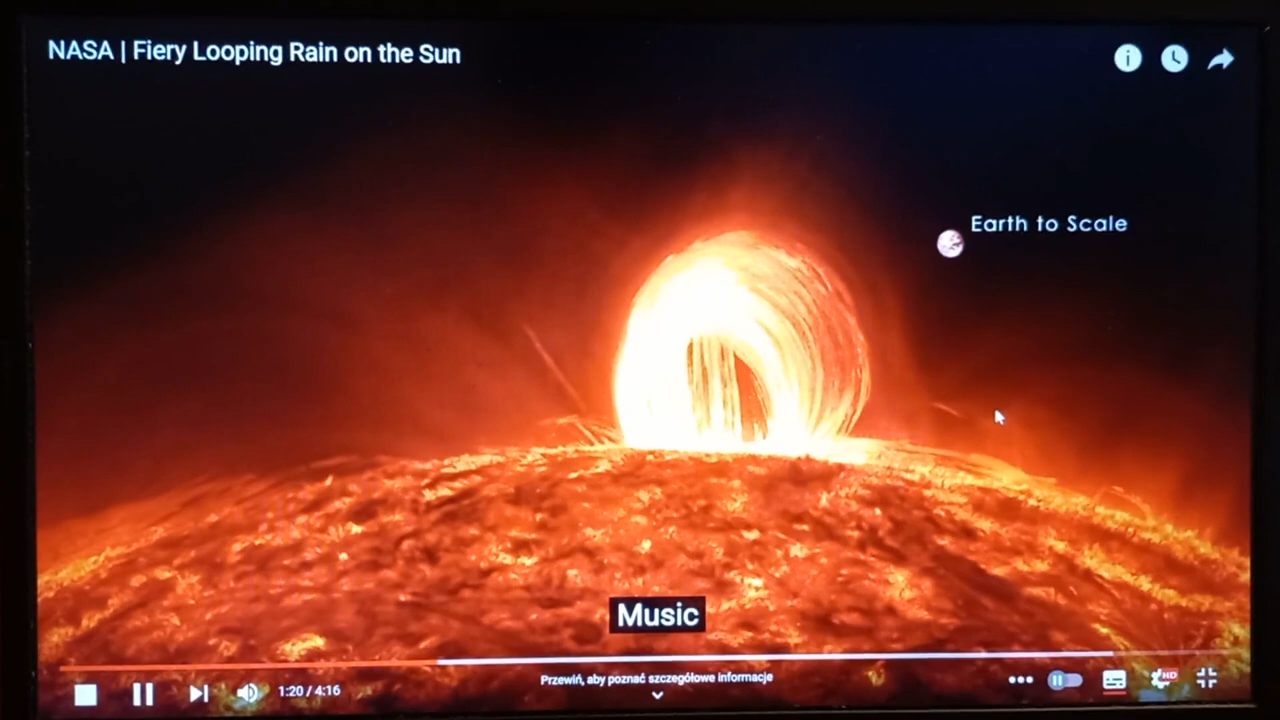 NASA | Fiery Looping Rain on the Sun
Earth to Scale
Music
1:20 / 4:16
Przewiń, aby poznać szczegółowe informacje
HD